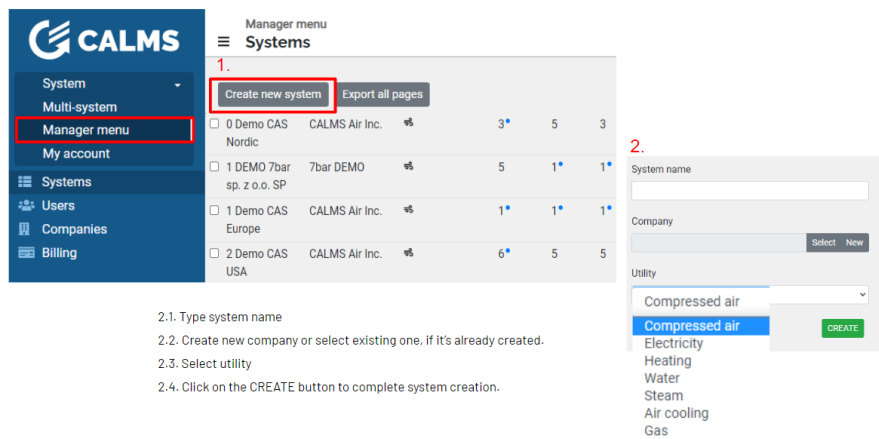 CALMS
System
Multi-system
Manager menu
My account
Systems
Users
Companies
Billing
Manager menu
Systems
1.
Create new system Export all pages
0 Demo CAS Nordic CALMS Air Inc. 3 5 3
1 DEMO 7bar sp. z o.o. SP 7bar DEMO 5 1 1
1 Demo CAS Europe CALMS Air Inc. 1 1 1
2 Demo CAS USA CALMS Air Inc. 6 5 5
2.
System name
Company
Select New
Utility
Compressed air
Compressed air
Electricity
Heating
Water
Steam
Air cooling
Gas
CREATE
2.1. Type system name
2.2. Create new company or select existing one, if it's already created.
2.3. Select utility
2.4. Click on the CREATE button to complete system creation.